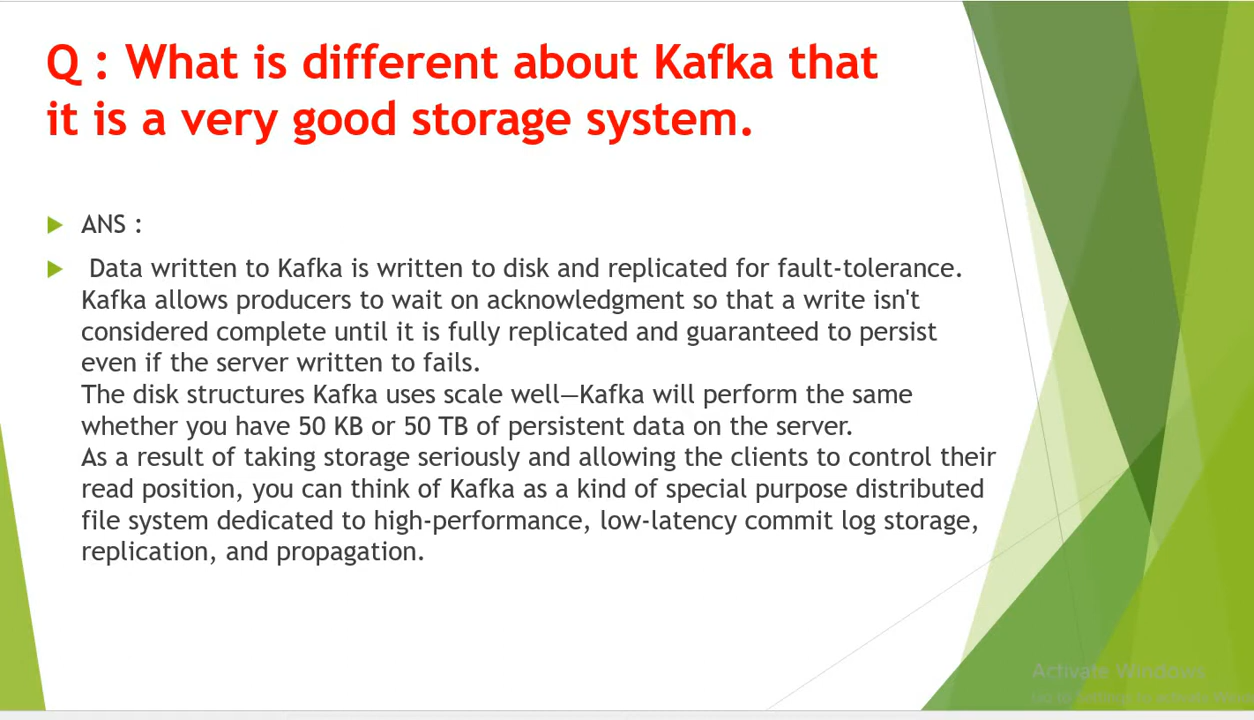 Q : What is different about Kafka that
it is a very good storage system.
ANS :
Data written to Kafka is written to disk and replicated for fault-tolerance.
Kafka allows producers to wait on acknowledgment so that a write isn't
considered complete until it is fully replicated and guaranteed to persist
even if the server written to fails.
The disk structures Kafka uses scale well—Kafka will perform the same
whether you have 50 KB or 50 TB of persistent data on the server.
As a result of taking storage seriously and allowing the clients to control their
read position, you can think of Kafka as a kind of special purpose distributed
file system dedicated to high-performance, low-latency commit log storage,
replication, and propagation.
Activate Windows